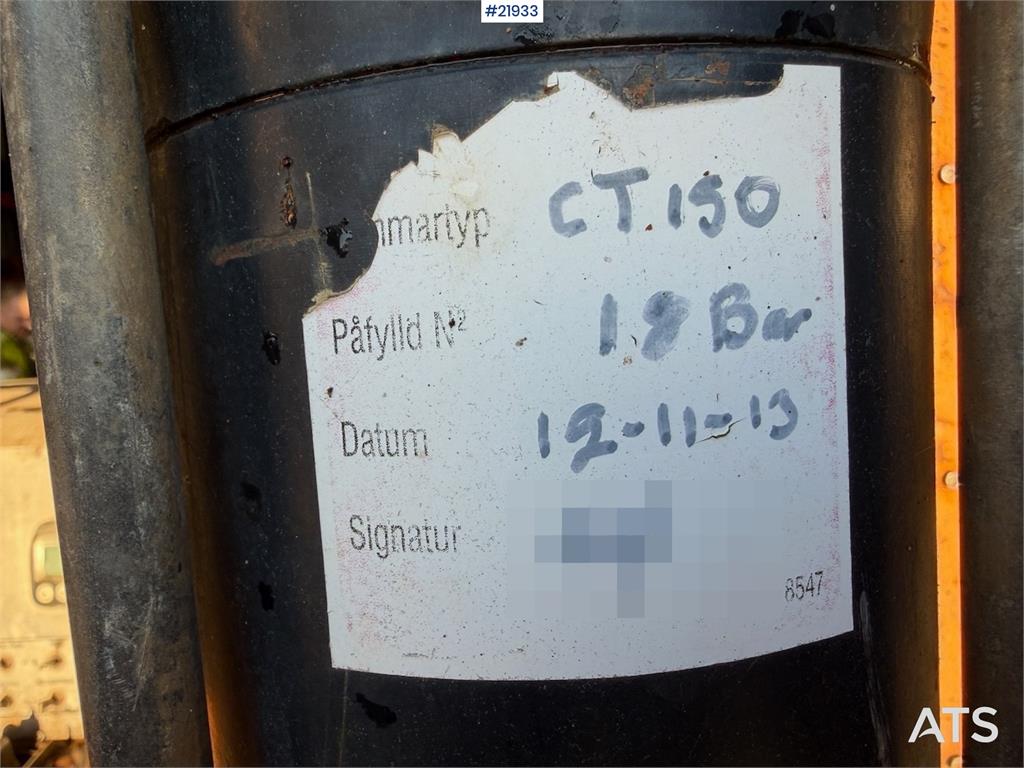 #21933
mmartyp CT.150
Påfylld N² 18 Bar
Datum 12-11-13
Signatur
8547
ATS